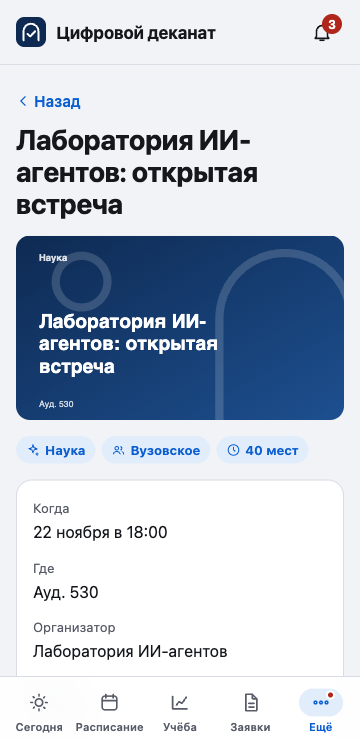 Цифровой деканат
3
Назад
Лаборатория ИИ-
агентов: открытая
встреча
Наука
Лаборатория ИИ-
агентов: открытая
встреча
Ауд. 530
Наука
Вузовское
40 мест
Когда
22 ноября в 18:00
Где
Ауд. 530
Организатор
Лаборатория ИИ-агентов
Сегодня
Расписание
Учёба
Заявки
Ещё